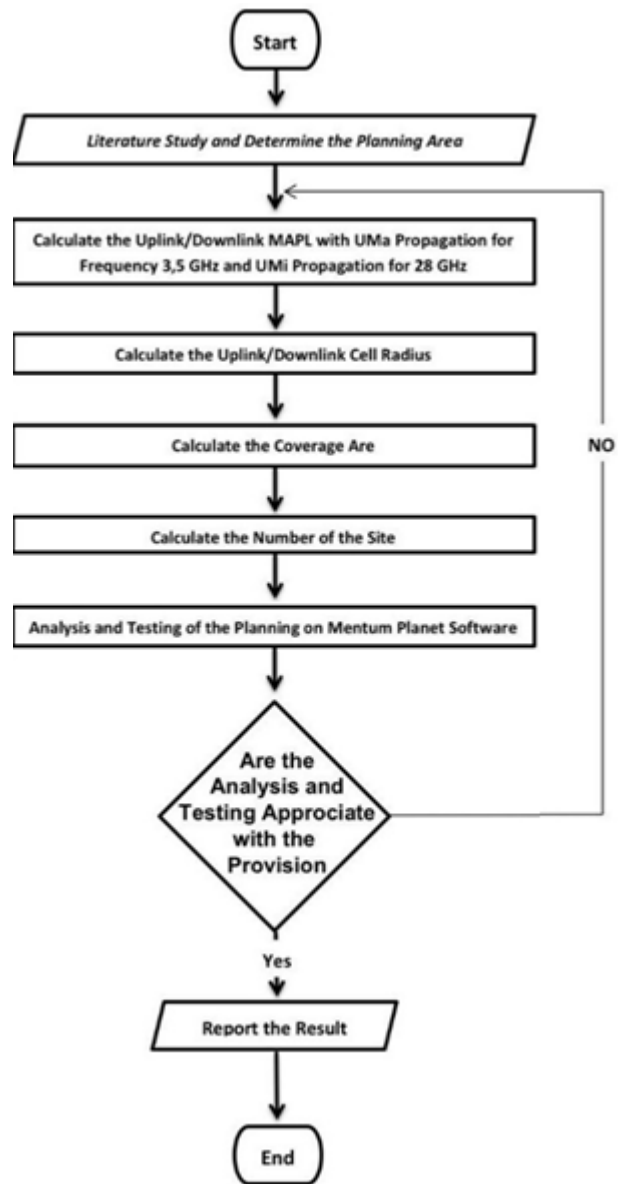 Start
Literature Study and Determine the Planning Area
Calculate the Uplink/Downlink MAPL with UMa Propagation for
Frequency 3,5 GHz and UMi Propagation for 28 GHz
Calculate the Uplink/Downlink Cell Radius
Calculate the Coverage Are
NO
Calculate the Number of the Site
Analysis and Testing of the Planning on Mentum Planet Software
Are the
Analysis and
Testing Approciate
with the
Provision
Yes
Report the Result
End